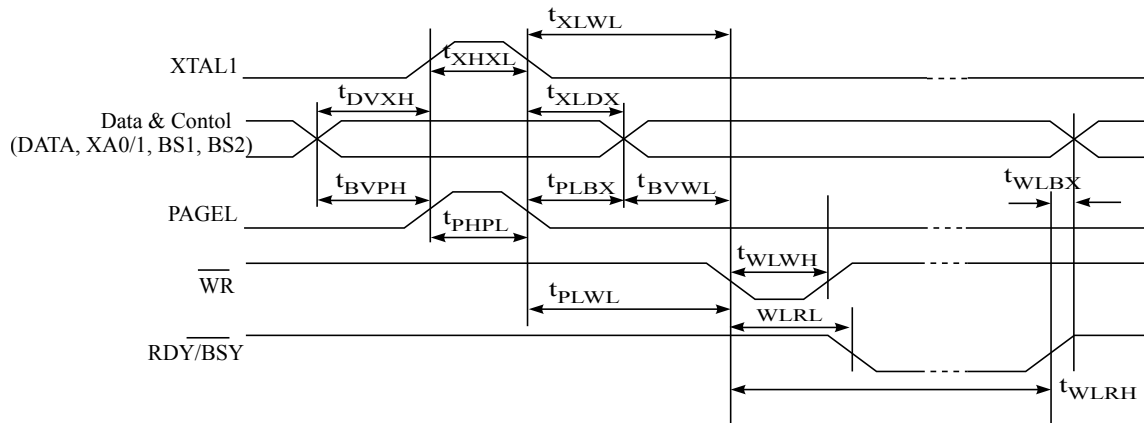 tXLWL
XTAL1
tXHXL
tDVXH
tXLDX
Data & Contol
(DATA, XA0/1, BS1, BS2)
tBVPH
tPLBX
tBVWL
tWLBX
PAGEL
tPHPL
WR
tWLWH
tPLWL
WLRL
RDY/BSY
tWLRH